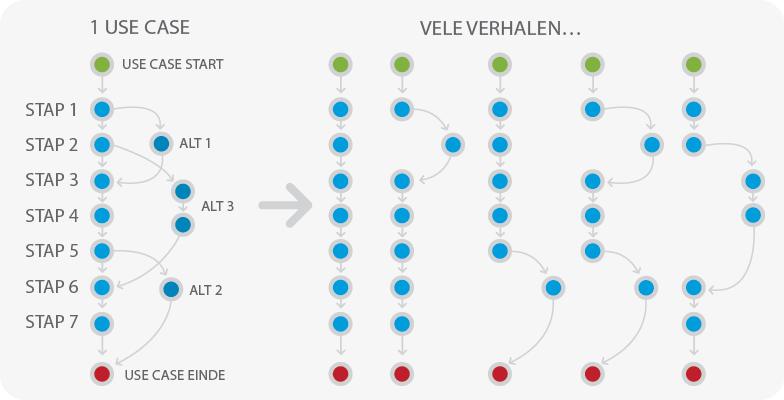 1 USE CASE
VELE VERHALEN...
USE CASE START
STAP 1
STAP 2
ALT 1
STAP 3
ALT 3
STAP 4
STAP 5
STAP 6
ALT 2
STAP 7
USE CASE EINDE